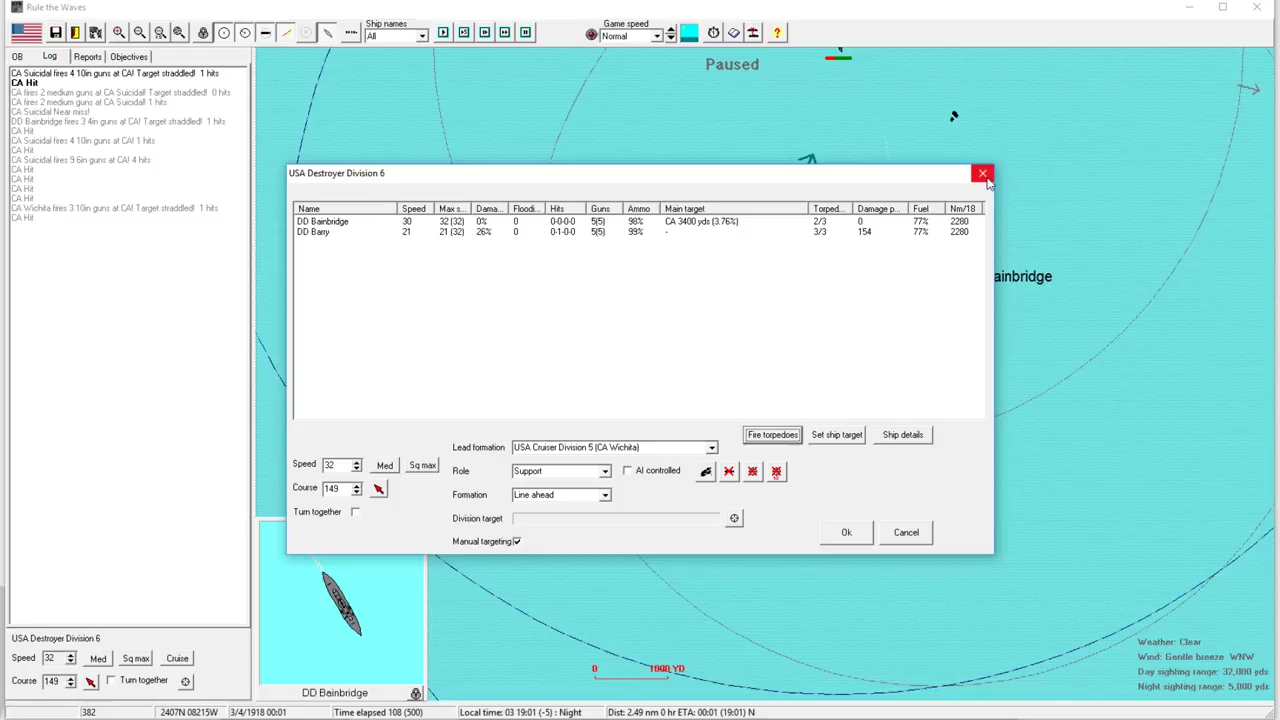 Rule the Waves
Ship names
All
Game speed
Normal
OB Log Reports Objectives
CA Suicidal fires 4 10in guns at CA! Target straddled! 1 hits
CA Hit
CA fires 2 medium guns at CA Suicidal! Target straddled! 0 hits
CA fires 2 medium guns at CA Suicidal! 1 hits
CA Suicidal Near miss!
DD Bainbridge fires 3 4in guns at CA! Target straddled! 1 hits
CA Hit
CA Suicidal fires 4 10in guns at CA! 1 hits
CA Hit
CA Suicidal fires 9 6in guns at CA! 4 hits
CA Hit
CA Hit
CA Hit
CA Hit
CA Wichita fires 3 10in guns at CA! Target straddled! 1 hits
CA Hit
Paused
ainbridge
USA Destroyer Division 6
Name Speed Max s... Dama... Floodi... Hits Guns Ammo Main target Torped... Damage p... Fuel Nm/18
DD Bainbridge 30 32 (32) 0% 0 0-0-0-0 5(5) 98% CA 3400 yds (3.76%) 2/3 0 77% 2280
DD Barry 21 21 (32) 26% 0 0-1-0-0 5(5) 99% - 3/3 154 77% 2280
Fire torpedoes Set ship target Ship details
Lead formation USA Cruiser Division 5 (CA Wichita)
Speed 32 Med Sq max
Role Support AI controlled
Course 149
Formation Line ahead
Turn together
Division target
Manual targeting
Ok Cancel
USA Destroyer Division 6
Speed 32 Med Sq max Cruise
Course 149 Turn together
DD Bainbridge
0 1000 YD
Weather: Clear
Wind: Gentle breeze WNW
Day sighting range: 32,000 yds
Night sighting range: 5,000 yds
382 2407N 08215W 3/4/1918 00:01 Time elapsed 108 (500) Local time: 03 19:01 (-5) : Night Dist: 2.49 nm 0 hr ETA: 00:01 (19:01) N